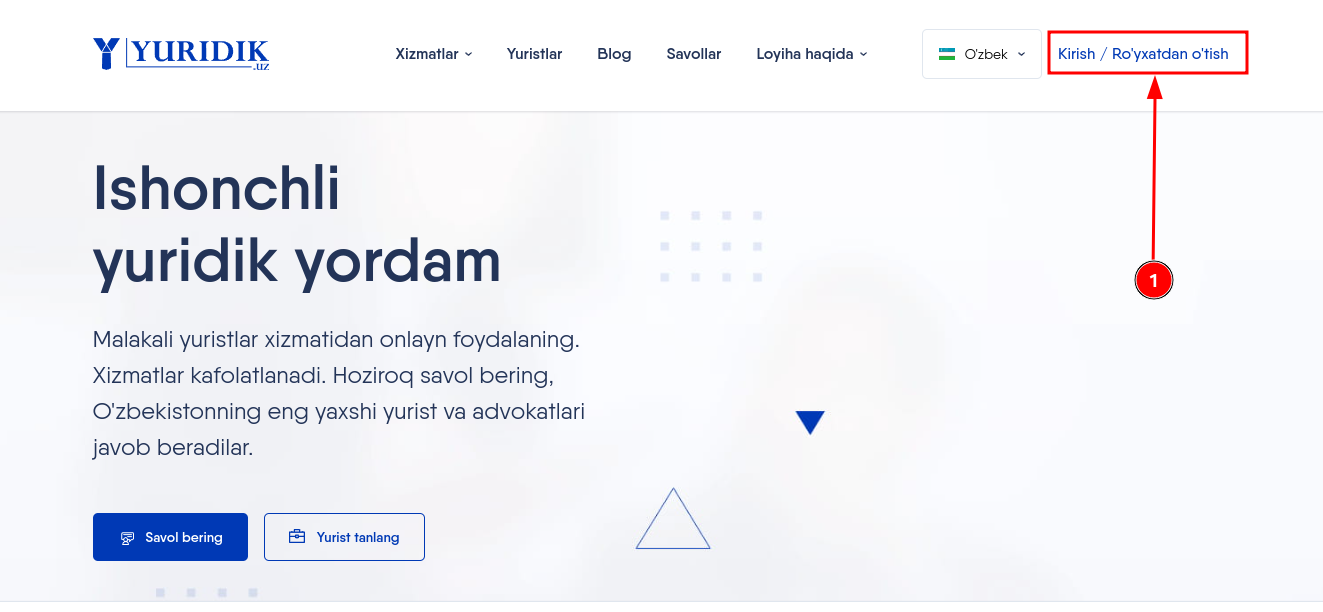 YURIDIK
.uz
Xizmatlar
Yuristlar
Blog
Savollar
Loyiha haqida
O'zbek
Kirish / Ro'yxatdan o'tish
Ishonchli
yuridik yordam
1
Malakali yuristlar xizmatidan onlayn foydalaning.
Xizmatlar kafolatlanadi. Hoziroq savol bering,
O'zbekistonning eng yaxshi yurist va advokatlari
javob beradilar.
Savol bering
Yurist tanlang